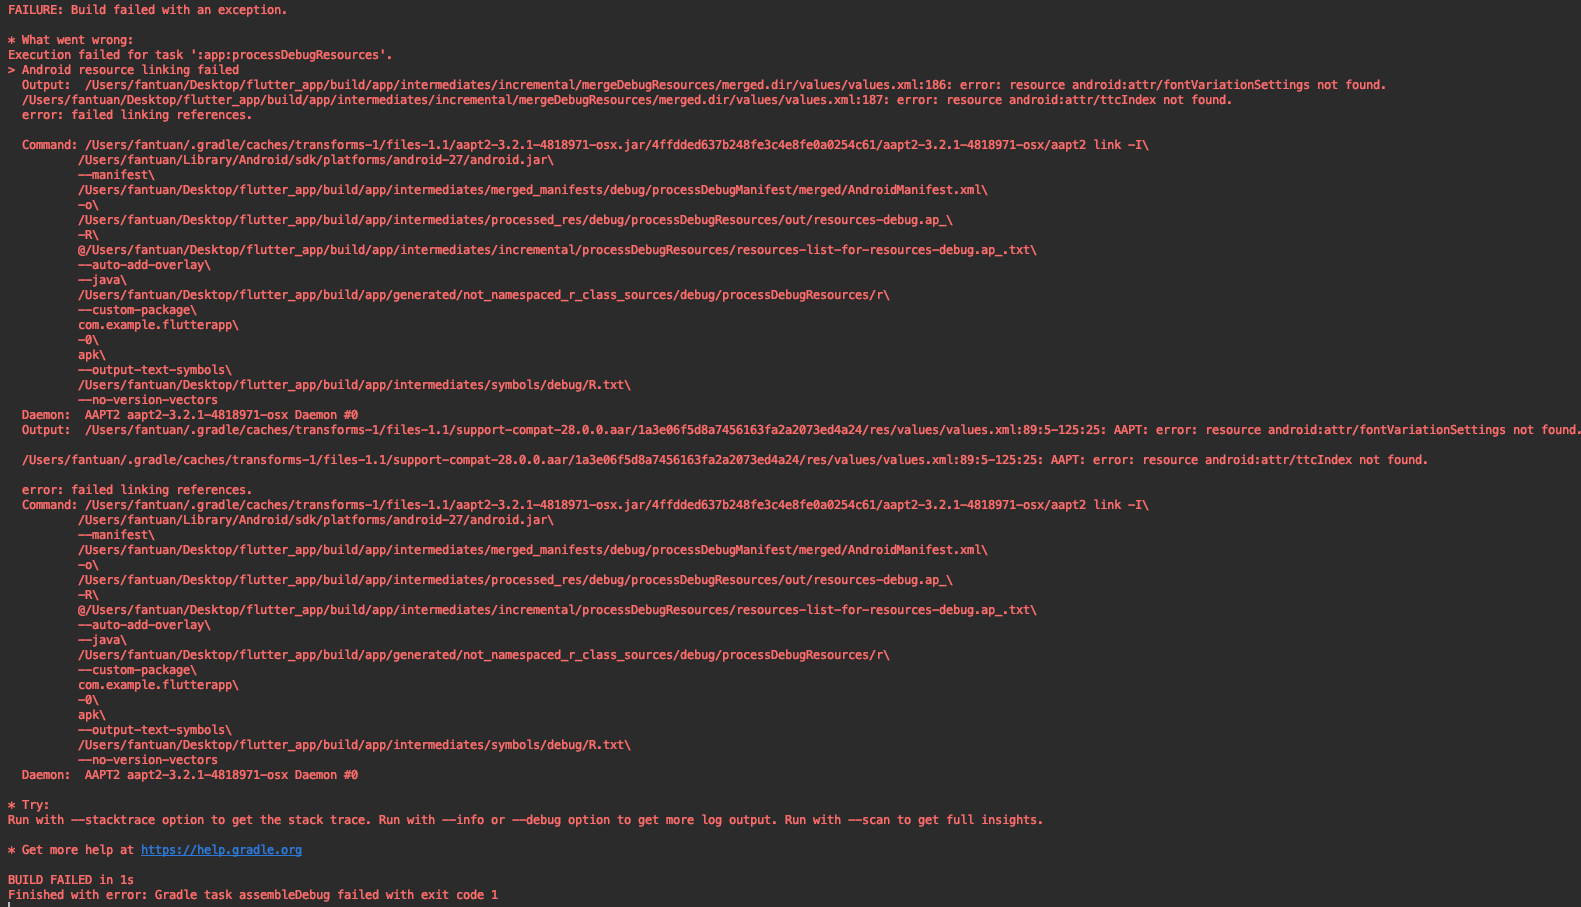 FAILURE: Build failed with an exception.
* What went wrong:
Execution failed for task ':app:processDebugResources'.
> Android resource linking failed
Output:  /Users/fantuan/Desktop/flutter_app/build/app/intermediates/incremental/mergeDebugResources/merged.dir/values/values.xml:186: error: resource android:attr/fontVariationSettings not found.
/Users/fantuan/Desktop/flutter_app/build/app/intermediates/incremental/mergeDebugResources/merged.dir/values/values.xml:187: error: resource android:attr/ttcIndex not found.
error: failed linking references.
Command: /Users/fantuan/.gradle/caches/transforms-1/files-1.1/aapt2-3.2.1-4818971-osx.jar/4ffdded637b248fe3c4e8fe0a0254c61/aapt2-3.2.1-4818971-osx/aapt2 link -I\
/Users/fantuan/Library/Android/sdk/platforms/android-27/android.jar\
--manifest\
/Users/fantuan/Desktop/flutter_app/build/app/intermediates/merged_manifests/debug/processDebugManifest/merged/AndroidManifest.xml\
-o\
/Users/fantuan/Desktop/flutter_app/build/app/intermediates/processed_res/debug/processDebugResources/out/resources-debug.ap_\
-R\
@/Users/fantuan/Desktop/flutter_app/build/app/intermediates/incremental/processDebugResources/resources-list-for-resources-debug.ap_.txt\
--auto-add-overlay\
--java\
/Users/fantuan/Desktop/flutter_app/build/app/generated/not_namespaced_r_class_sources/debug/processDebugResources/r\
--custom-package\
com.example.flutterapp\
-0\
apk\
--output-text-symbols\
/Users/fantuan/Desktop/flutter_app/build/app/intermediates/symbols/debug/R.txt\
--no-version-vectors
Daemon:  AAPT2 aapt2-3.2.1-4818971-osx Daemon #0
Output:  /Users/fantuan/.gradle/caches/transforms-1/files-1.1/support-compat-28.0.0.aar/1a3e06f5d8a7456163fa2a2073ed4a24/res/values/values.xml:89:5-125:25: AAPT: error: resource android:attr/fontVariationSettings not found.
/Users/fantuan/.gradle/caches/transforms-1/files-1.1/support-compat-28.0.0.aar/1a3e06f5d8a7456163fa2a2073ed4a24/res/values/values.xml:89:5-125:25: AAPT: error: resource android:attr/ttcIndex not found.
error: failed linking references.
Command: /Users/fantuan/.gradle/caches/transforms-1/files-1.1/aapt2-3.2.1-4818971-osx.jar/4ffdded637b248fe3c4e8fe0a0254c61/aapt2-3.2.1-4818971-osx/aapt2 link -I\
/Users/fantuan/Library/Android/sdk/platforms/android-27/android.jar\
--manifest\
/Users/fantuan/Desktop/flutter_app/build/app/intermediates/merged_manifests/debug/processDebugManifest/merged/AndroidManifest.xml\
-o\
/Users/fantuan/Desktop/flutter_app/build/app/intermediates/processed_res/debug/processDebugResources/out/resources-debug.ap_\
-R\
@/Users/fantuan/Desktop/flutter_app/build/app/intermediates/incremental/processDebugResources/resources-list-for-resources-debug.ap_.txt\
--auto-add-overlay\
--java\
/Users/fantuan/Desktop/flutter_app/build/app/generated/not_namespaced_r_class_sources/debug/processDebugResources/r\
--custom-package\
com.example.flutterapp\
-0\
apk\
--output-text-symbols\
/Users/fantuan/Desktop/flutter_app/build/app/intermediates/symbols/debug/R.txt\
--no-version-vectors
Daemon:  AAPT2 aapt2-3.2.1-4818971-osx Daemon #0
* Try:
Run with --stacktrace option to get the stack trace. Run with --info or --debug option to get more log output. Run with --scan to get full insights.
* Get more help at https://help.gradle.org
BUILD FAILED in 1s
Finished with error: Gradle task assembleDebug failed with exit code 1